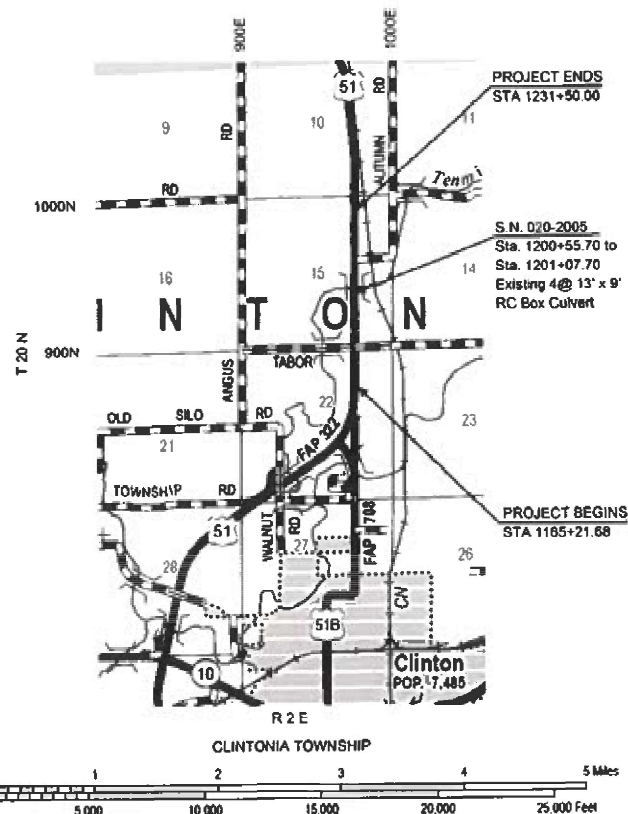 900E
1000E
51
RD
PROJECT ENDS
STA 1231+50.00
9
10
11
RD
AUTUMN
Tenmi
RD
1000N
S.N. 020-2005
Sta. 1200+55.70 to
Sta. 1201+07.70
Existing 4@ 13' x 9'
RC Box Culvert
16
15
14
I N T O N
T 20 N
900N
TABOR
ANGUS
22
23
OLD SILO RD
21
FAP 322
TOWNSHIP RD
PROJECT BEGINS
STA 1165+21.68
51
WALNUT
RD
FAP 708
27
26
28
51B
CN
Clinton
POP. 7,485
10
R 2 E
CLINTONIA TOWNSHIP
1 2 3 4 5 Miles
5,000 10,000 15,000 20,000 25,000 Feet